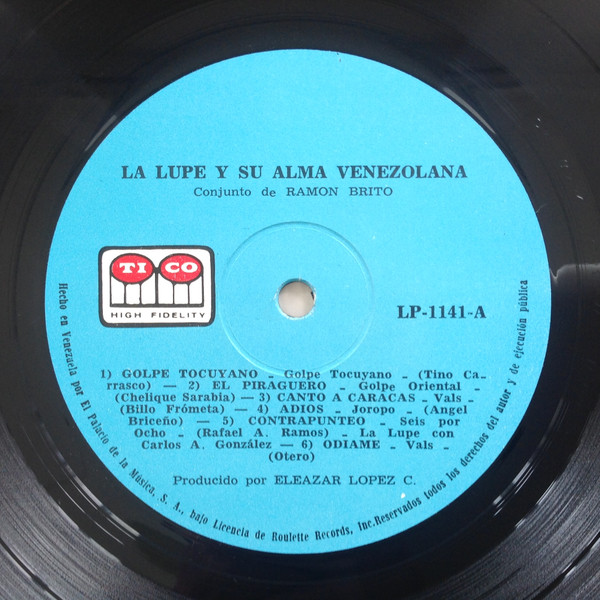 LA LUPE Y SU ALMA VENEZOLANA
Conjunto de RAMON BRITO
TICO
HIGH FIDELITY
LP-1141-A
1) GOLPE TOCUYANO - Golpe Tocuyano - (Tino Ca-
rrasco) — 2) EL PIRAGUERO - Golpe Oriental -
(Chelique Sarabia) — 3) CANTO A CARACAS - Vals -
(Billo Frómeta) — 4) ADIOS - Joropo - (Angel
Briceño) — 5) CONTRAPUNTEO - Seis por
Ocho - (Rafael A. Ramos) - La Lupe con
Carlos A. González — 6) ODIAME - Vals -
(Otero)
Producido por ELEAZAR LOPEZ C.
Hecho en Venezuela por El Palacio de la Música, S. A., bajo Licencia de Roulette Records, Inc. Reservados todos los derechos del autor y de ejecución pública